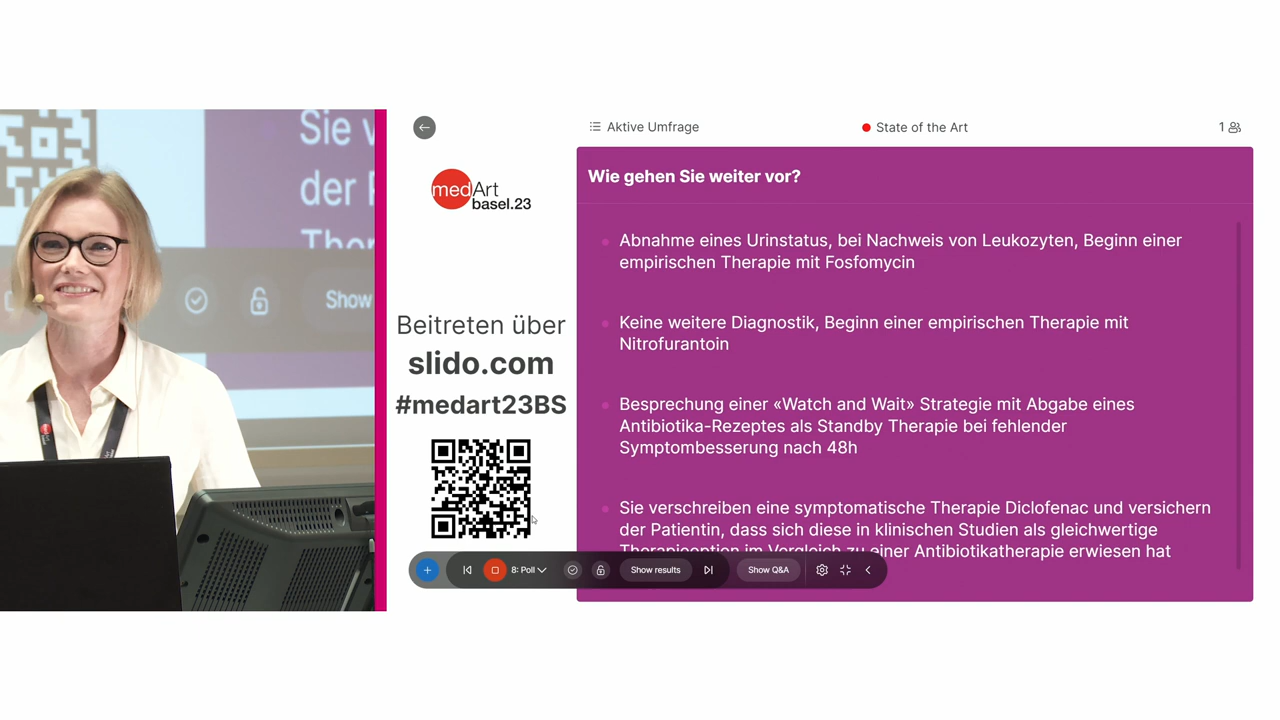 Sie v
der P
Ther
Show
Aktive Umfrage
State of the Art
1
medArt
basel.23
Beitreten über
slido.com
#medart23BS
Wie gehen Sie weiter vor?
Abnahme eines Urinstatus, bei Nachweis von Leukozyten, Beginn einer
empirischen Therapie mit Fosfomycin
Keine weitere Diagnostik, Beginn einer empirischen Therapie mit
Nitrofurantoin
Besprechung einer «Watch and Wait» Strategie mit Abgabe eines
Antibiotika-Rezeptes als Standby Therapie bei fehlender
Symptombesserung nach 48h
Sie verschreiben eine symptomatische Therapie Diclofenac und versichern
der Patientin, dass sich diese in klinischen Studien als gleichwertige
Therapieoption im Vergleich zu einer Antibiotikatherapie erwiesen hat
8: Poll
Show results
Show Q&A